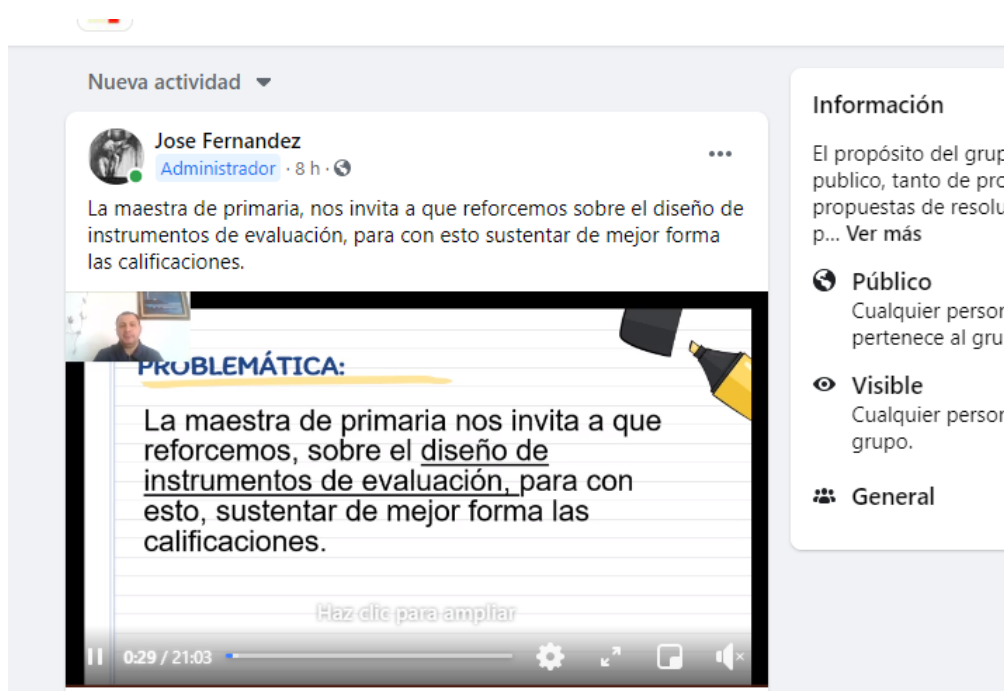 Nueva actividad
Jose Fernandez
Administrador · 8 h ·
La maestra de primaria, nos invita a que reforcemos sobre el diseño de
instrumentos de evaluación, para con esto sustentar de mejor forma
las calificaciones.
PROBLEMÁTICA:
La maestra de primaria nos invita a que
reforcemos, sobre el diseño de
instrumentos de evaluación, para con
esto, sustentar de mejor forma las
calificaciones.
Haz clic para ampliar
0:29 / 21:03
Información
El propósito del grup
publico, tanto de pro
propuestas de resolu
p... Ver más
Público
Cualquier person
pertenece al gru
Visible
Cualquier person
grupo.
General